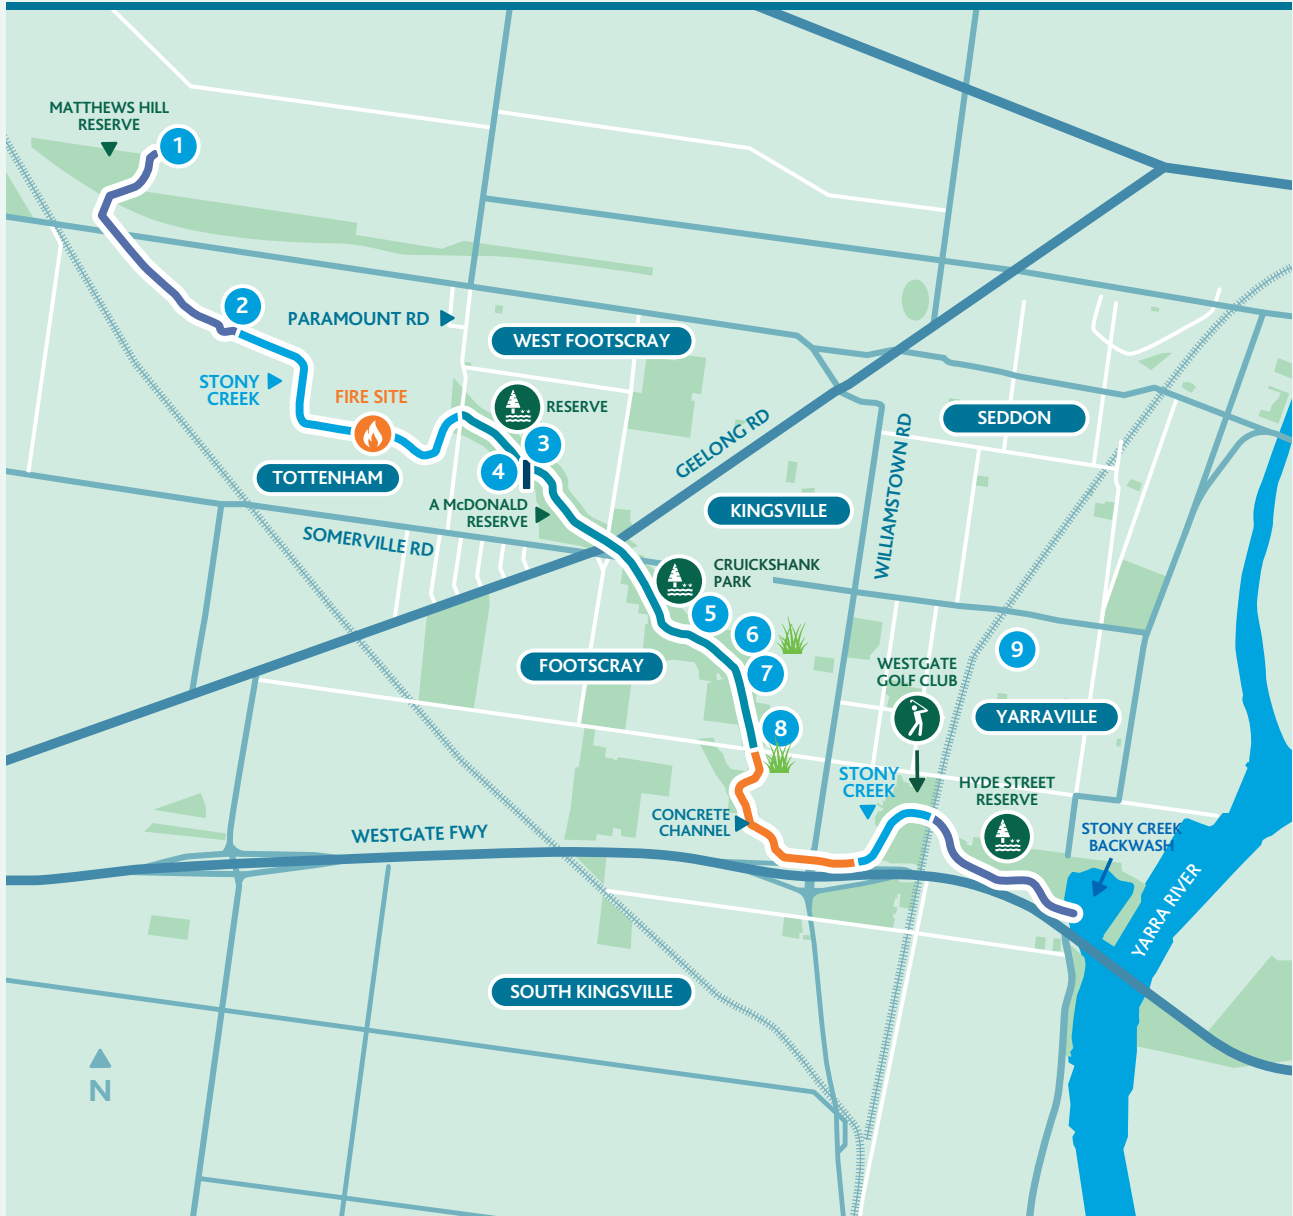 MATTHEWS HILL
RESERVE
1
2
PARAMOUNT RD
WEST FOOTSCRAY
STONY
CREEK
FIRE SITE
RESERVE
SEDDON
3
4
GEELONG RD
TOTTENHAM
KINGSVILLE
WILLIAMSTOWN RD
A McDONALD
RESERVE
SOMERVILLE RD
CRUICKSHANK
PARK
5
6
7
8
9
FOOTSCRAY
WESTGATE
GOLF CLUB
YARRAVILLE
STONY
CREEK
HYDE STREET
RESERVE
CONCRETE
CHANNEL
WESTGATE FWY
STONY CREEK
BACKWASH
YARRA RIVER
SOUTH KINGSVILLE
N